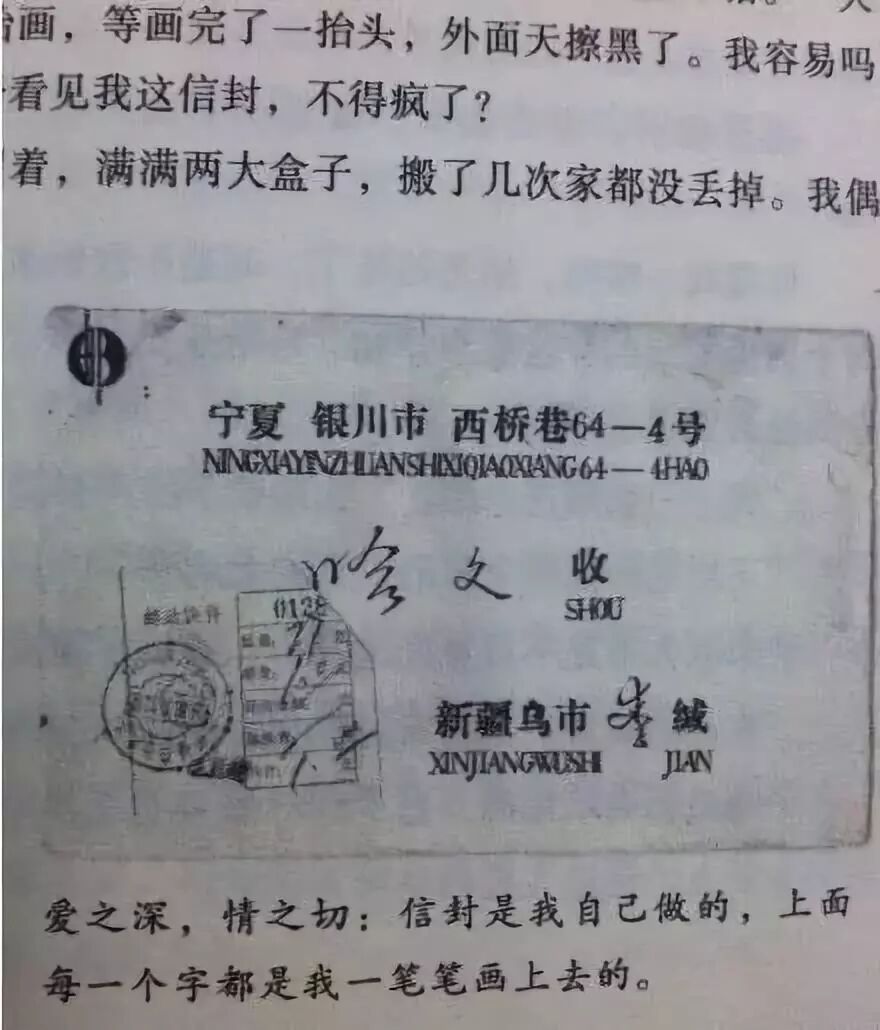 画，等画完了一抬头，外面天擦黑了。我容易吗
看见我这信封，不得疯了？
着，满满两大盒子，搬了几次家都没丢掉。我偶
宁夏 银川市 西桥巷64—4号
NINGXIAYINZHUANSHIXIQIAOXIANG64—4HAO
哈文 收
SHOU
0128
新疆乌市 缄
XINJIANGWUSHI JIAN
爱之深，情之切：信封是我自己做的，上面
每一个字都是我一笔笔画上去的。